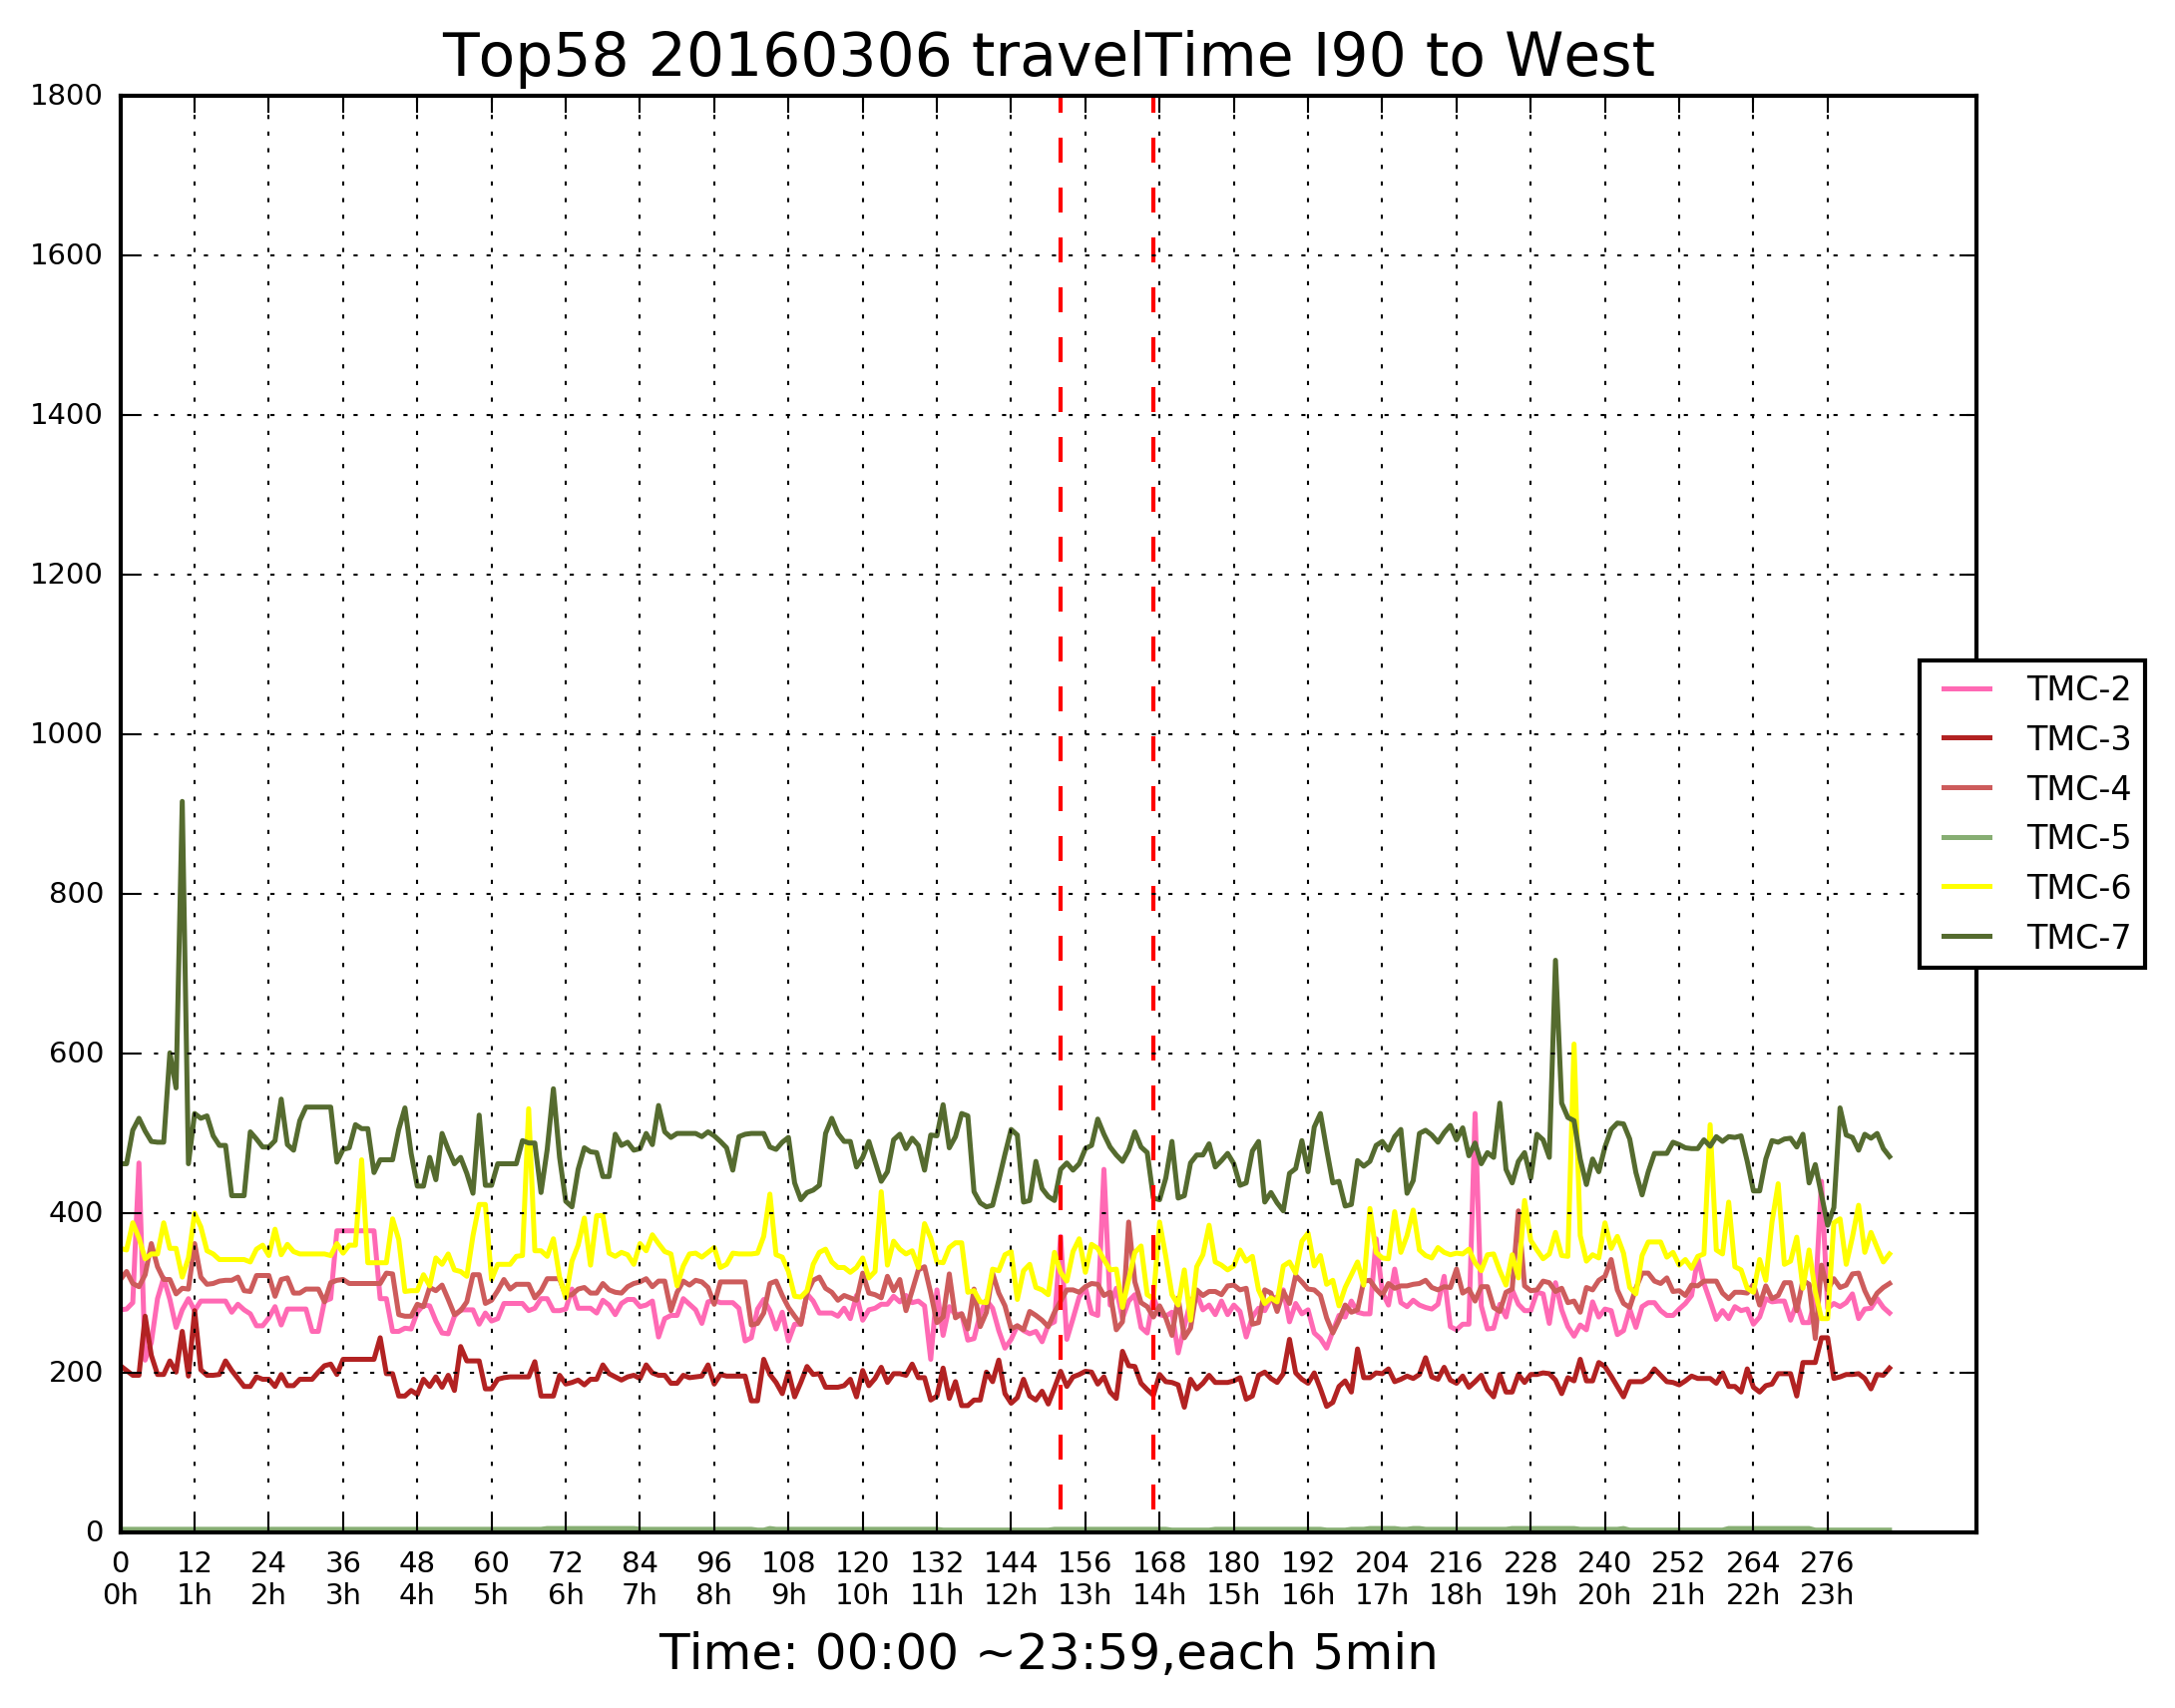 Top58 20160306 travelTime I90 to West
1800
1600
1400
1200
1000
800
600
400
200
0
TMC-2
TMC-3
TMC-4
TMC-5
TMC-6
TMC-7
0 12 24 36 48 60 72 84 96 108 120 132 144 156 168 180 192 204 216 228 240 252 264 276
0h 1h 2h 3h 4h 5h 6h 7h 8h 9h 10h 11h 12h 13h 14h 15h 16h 17h 18h 19h 20h 21h 22h 23h
Time: 00:00 ~23:59,each 5min